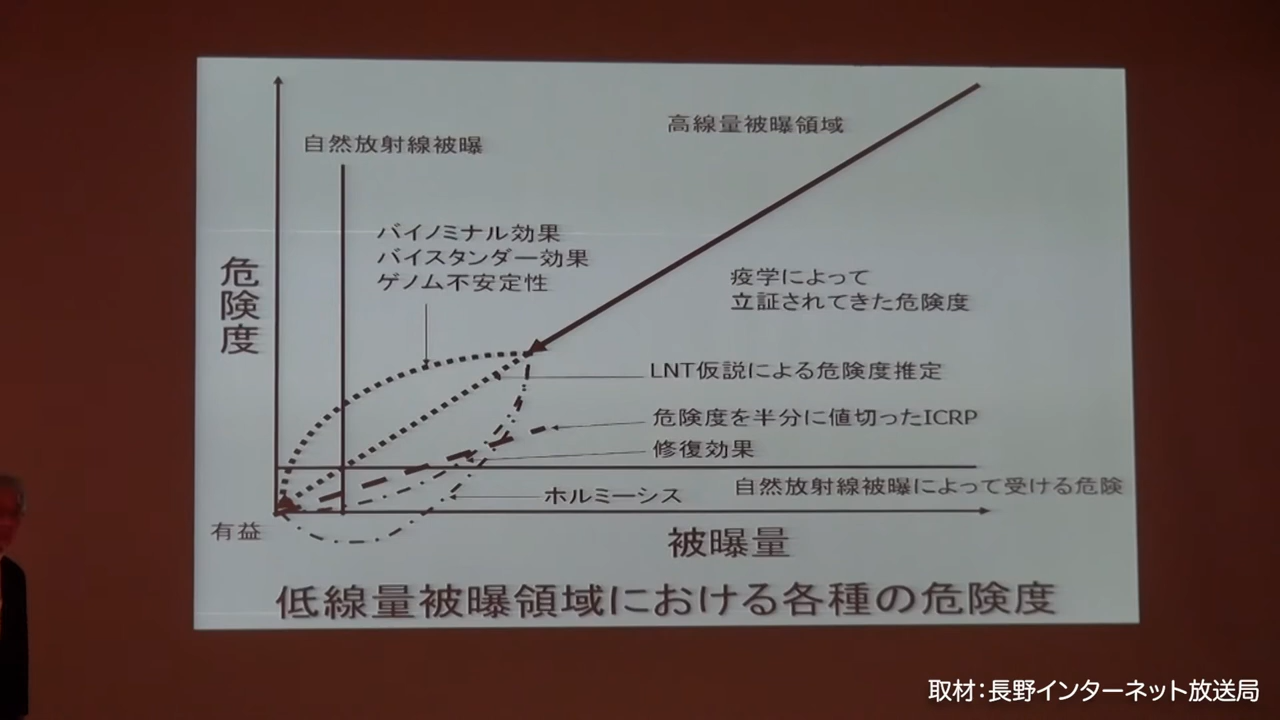 自然放射線被曝
高線量被曝領域
バイノミナル効果
バイスタンダー効果
ゲノム不安定性
危険度
疫学によって
立証されてきた危険度
LNT仮説による危険度推定
危険度を半分に値切ったICRP
修復効果
自然放射線被曝によって受ける危険
ホルミーシス
有益
被曝量
低線量被曝領域における各種の危険度
取材：長野インターネット放送局